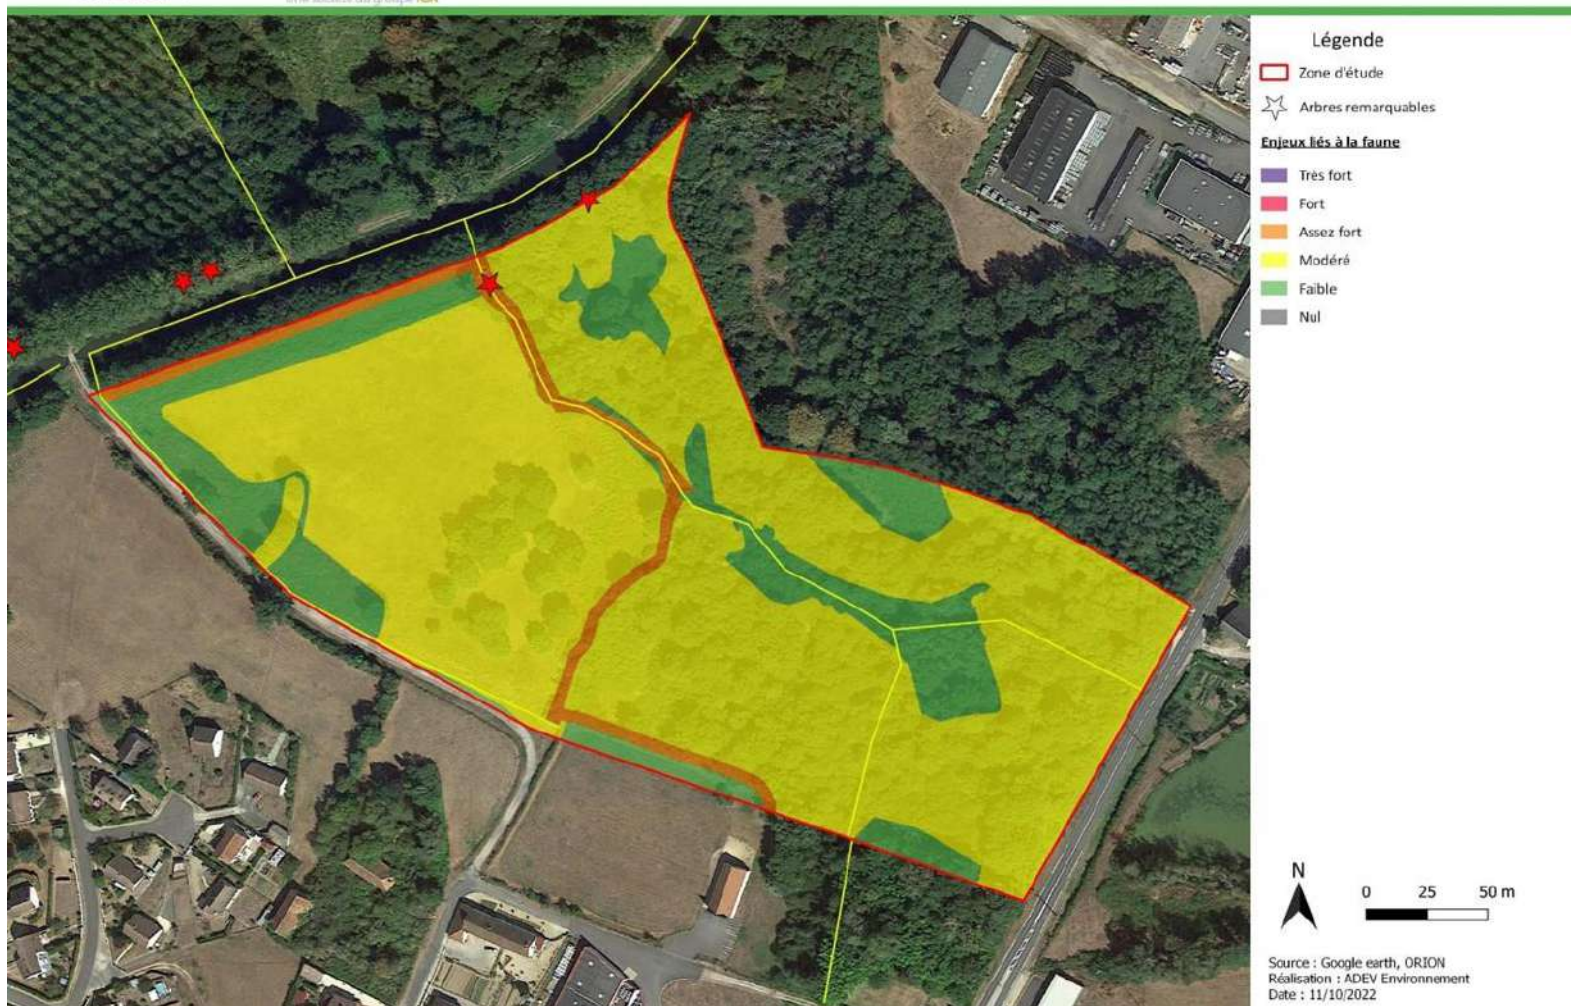 Légende
Zone d'étude
Arbres remarquables
Enjeux liés à la faune
Très fort
Fort
Assez fort
Modéré
Faible
Nul
N
0 25 50 m
Source : Google earth, ORION
Réalisation : ADEV Environnement
Date : 11/10/2022